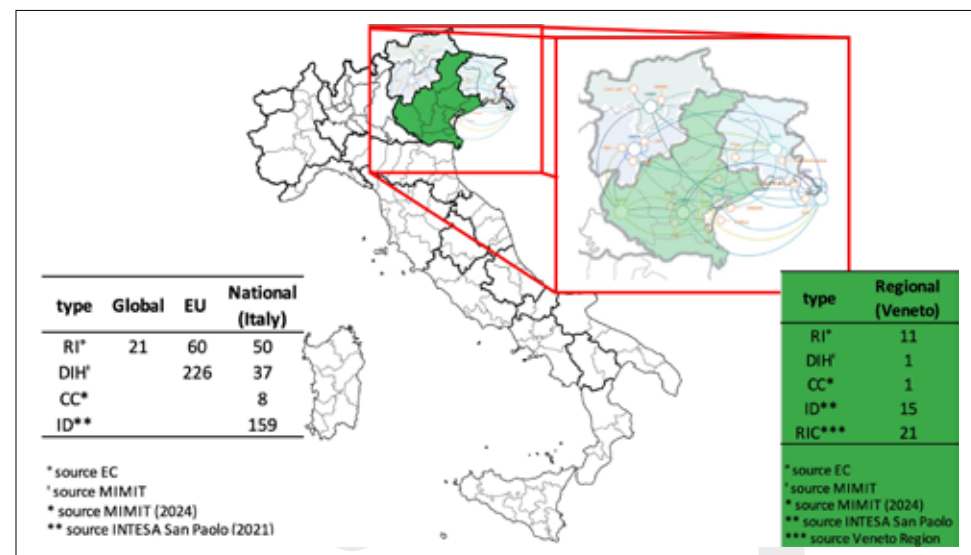 type Global EU National (Italy)
RI° 21 60 50
DIH' 226 37
CC* 8
ID** 159
° source EC
' source MIMIT
* source MIMIT (2024)
** source INTESA San Paolo (2021)
type Regional (Veneto)
RI° 11
DIH' 1
CC* 1
ID** 15
RIC*** 21
° source EC
' source MIMIT
* source MIMIT (2024)
** source INTESA San Paolo
*** source Veneto Region